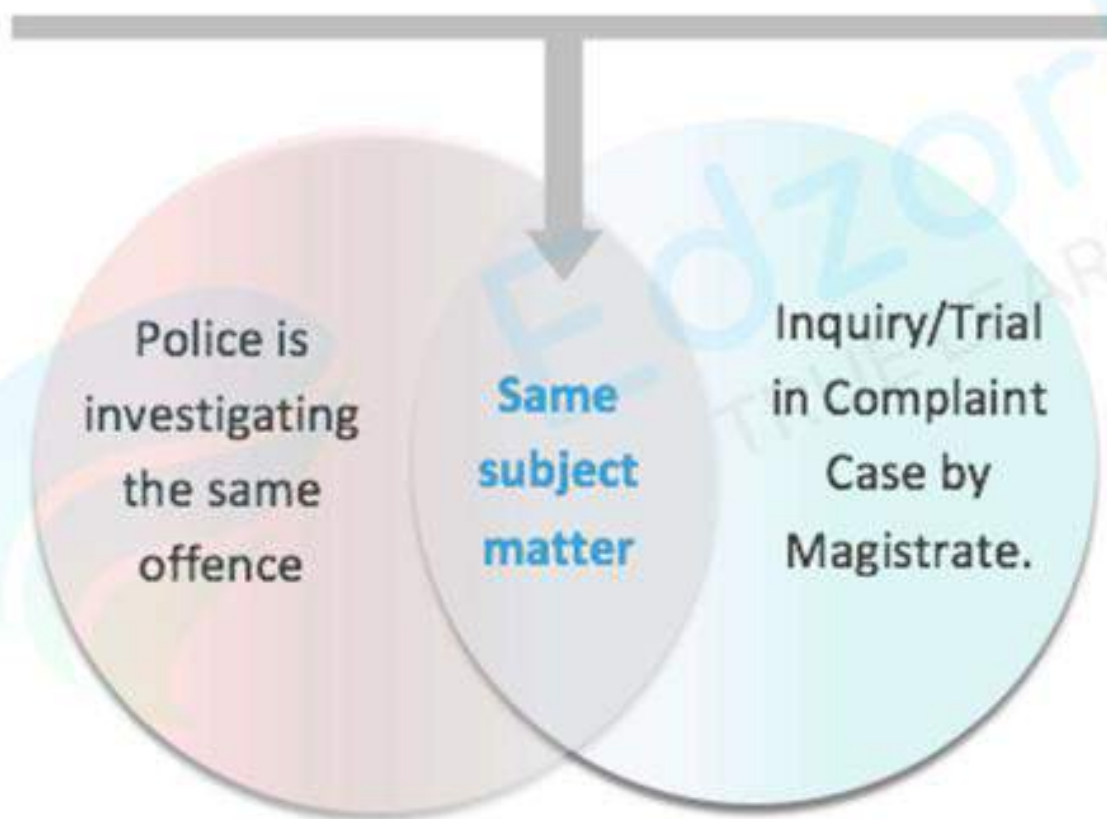 Police is
investigating
the same
offence
Same
subject
matter
Inquiry/Trial
in Complaint
Case by
Magistrate.